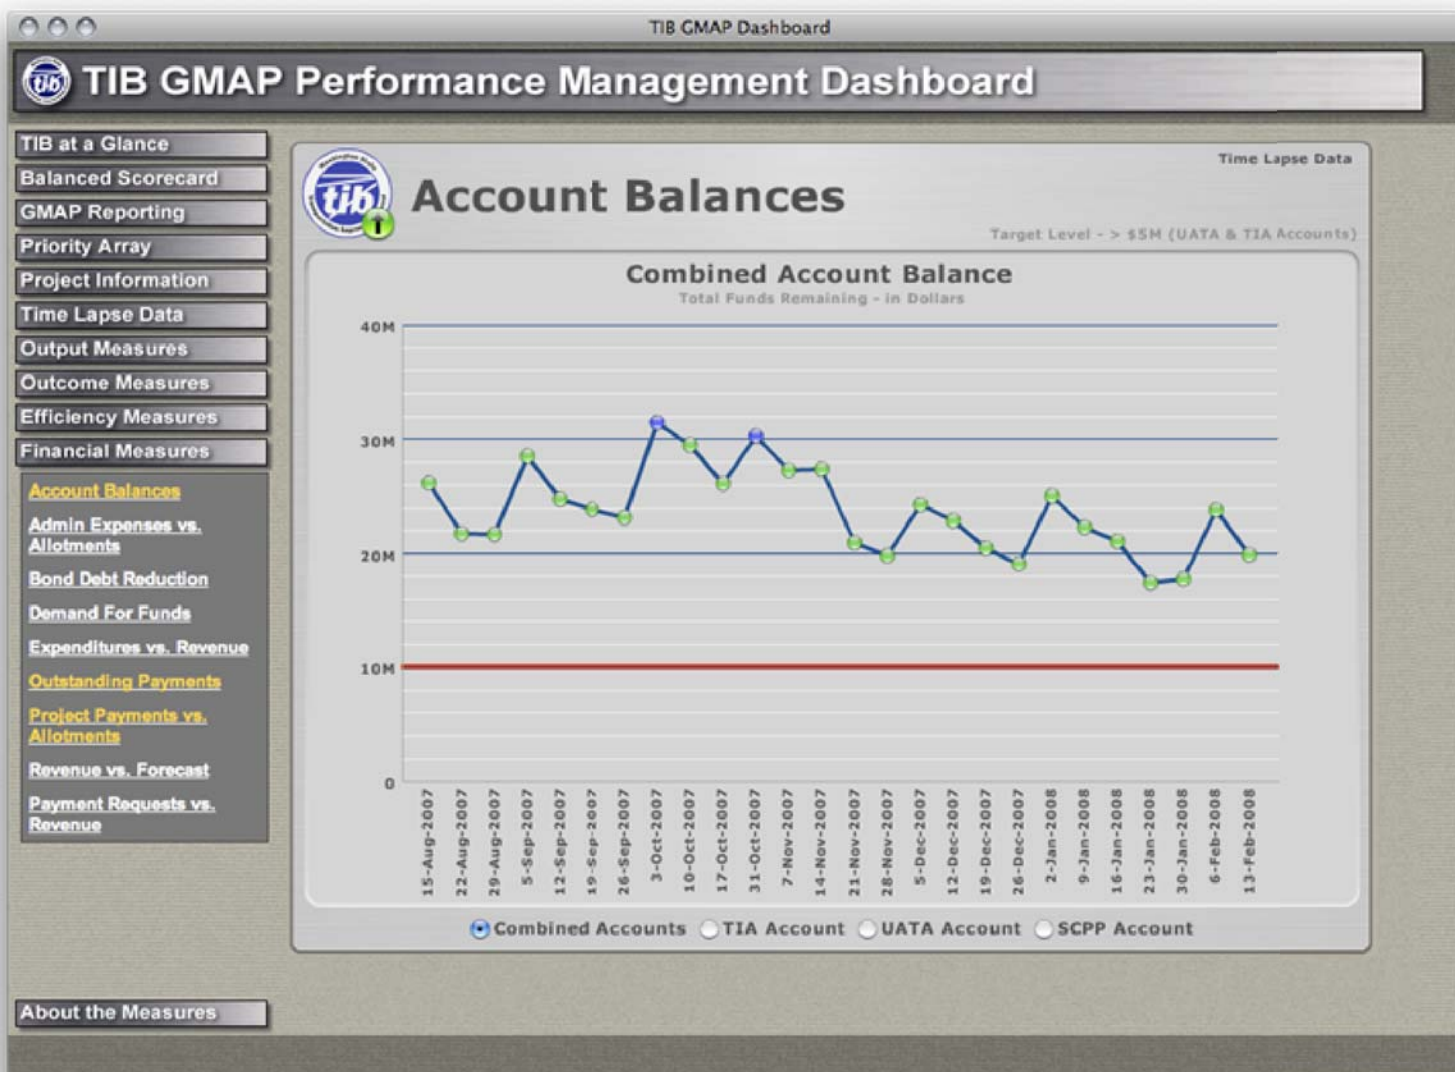 TIB GMAP Dashboard
tib
TIB GMAP Performance Management Dashboard
TIB at a Glance
Balanced Scorecard
GMAP Reporting
Priority Array
Project Information
Time Lapse Data
Output Measures
Outcome Measures
Efficiency Measures
Financial Measures
Account Balances
Admin Expenses vs.
Allotments
Bond Debt Reduction
Demand For Funds
Expenditures vs. Revenue
Outstanding Payments
Project Payments vs.
Allotments
Revenue vs. Forecast
Payment Requests vs.
Revenue
About the Measures
Time Lapse Data
tib
Account Balances
Target Level - > $5M (UATA & TIA Accounts)
Combined Account Balance
Total Funds Remaining - in Dollars
40M
30M
20M
10M
0
15-Aug-2007
22-Aug-2007
29-Aug-2007
5-Sep-2007
12-Sep-2007
19-Sep-2007
26-Sep-2007
3-Oct-2007
10-Oct-2007
17-Oct-2007
31-Oct-2007
7-Nov-2007
14-Nov-2007
21-Nov-2007
28-Nov-2007
5-Dec-2007
12-Dec-2007
19-Dec-2007
26-Dec-2007
2-Jan-2008
9-Jan-2008
16-Jan-2008
23-Jan-2008
30-Jan-2008
6-Feb-2008
13-Feb-2008
Combined Accounts TIA Account UATA Account SCPP Account